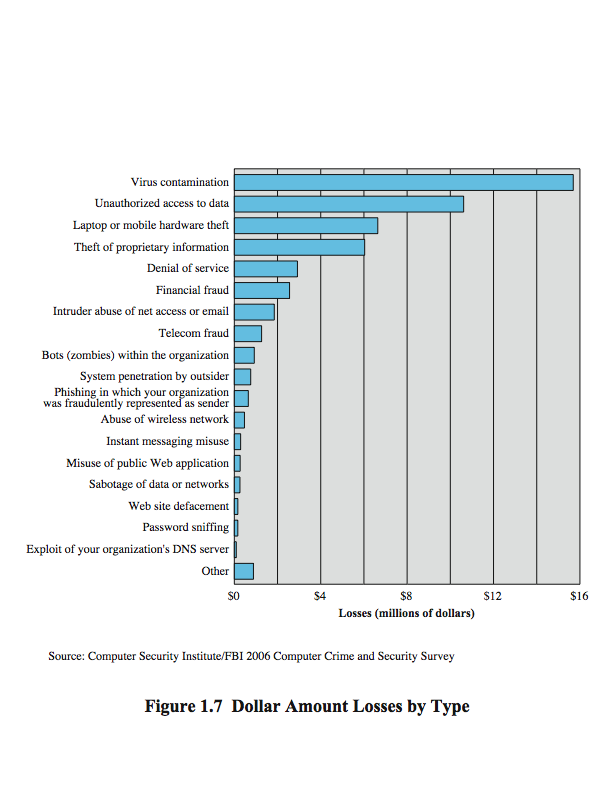 Virus contamination
Unauthorized access to data
Laptop or mobile hardware theft
Theft of proprietary information
Denial of service
Financial fraud
Intruder abuse of net access or email
Telecom fraud
Bots (zombies) within the organization
System penetration by outsider
Phishing in which your organization
was fraudulently represented as sender
Abuse of wireless network
Instant messaging misuse
Misuse of public Web application
Sabotage of data or networks
Web site defacement
Password sniffing
Exploit of your organization's DNS server
Other
$0 $4 $8 $12 $16
Losses (millions of dollars)
Source: Computer Security Institute/FBI 2006 Computer Crime and Security Survey
Figure 1.7 Dollar Amount Losses by Type